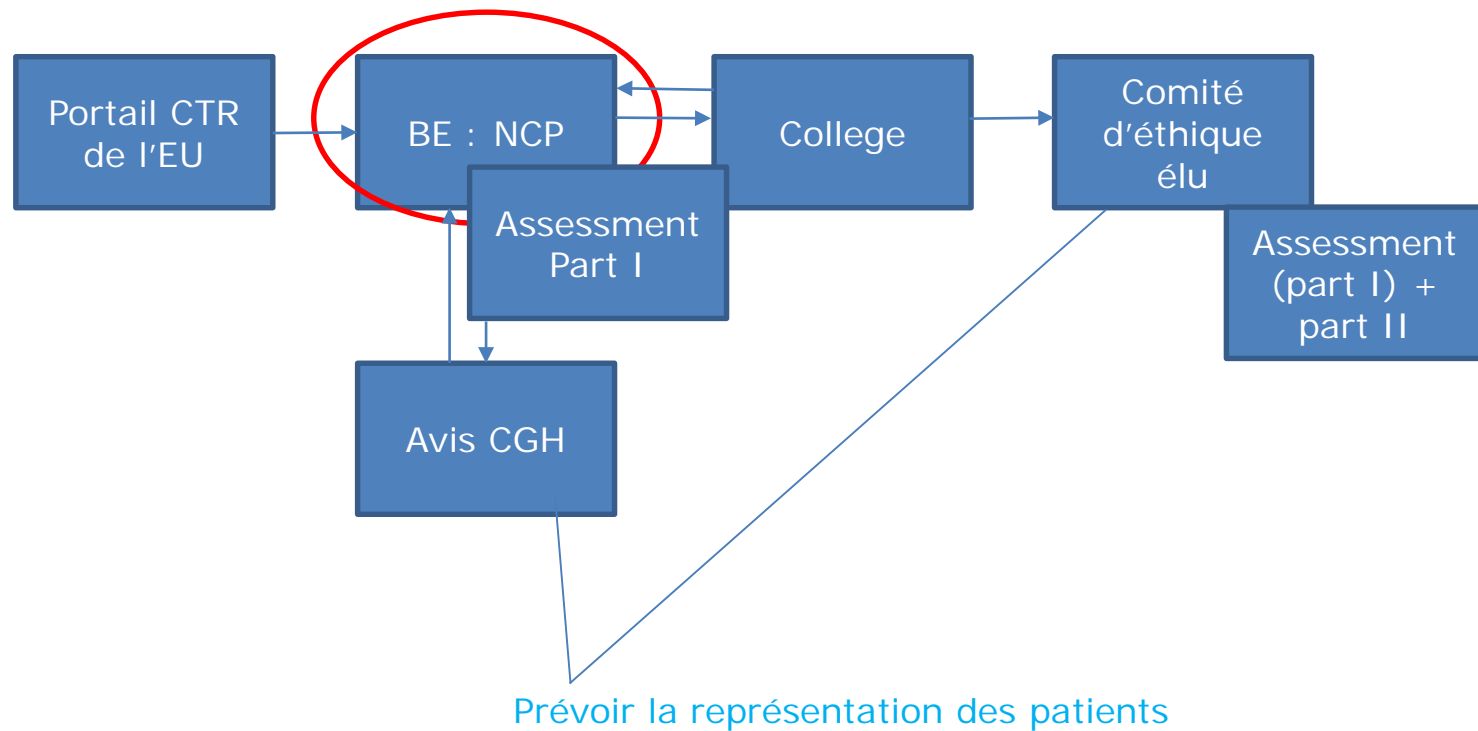 Portail CTR
de l'EU
BE : NCP
College
Comité
d'éthique
élu
Assessment
Part I
Assessment
(part I) +
part II
Avis CGH
Prévoir la représentation des patients